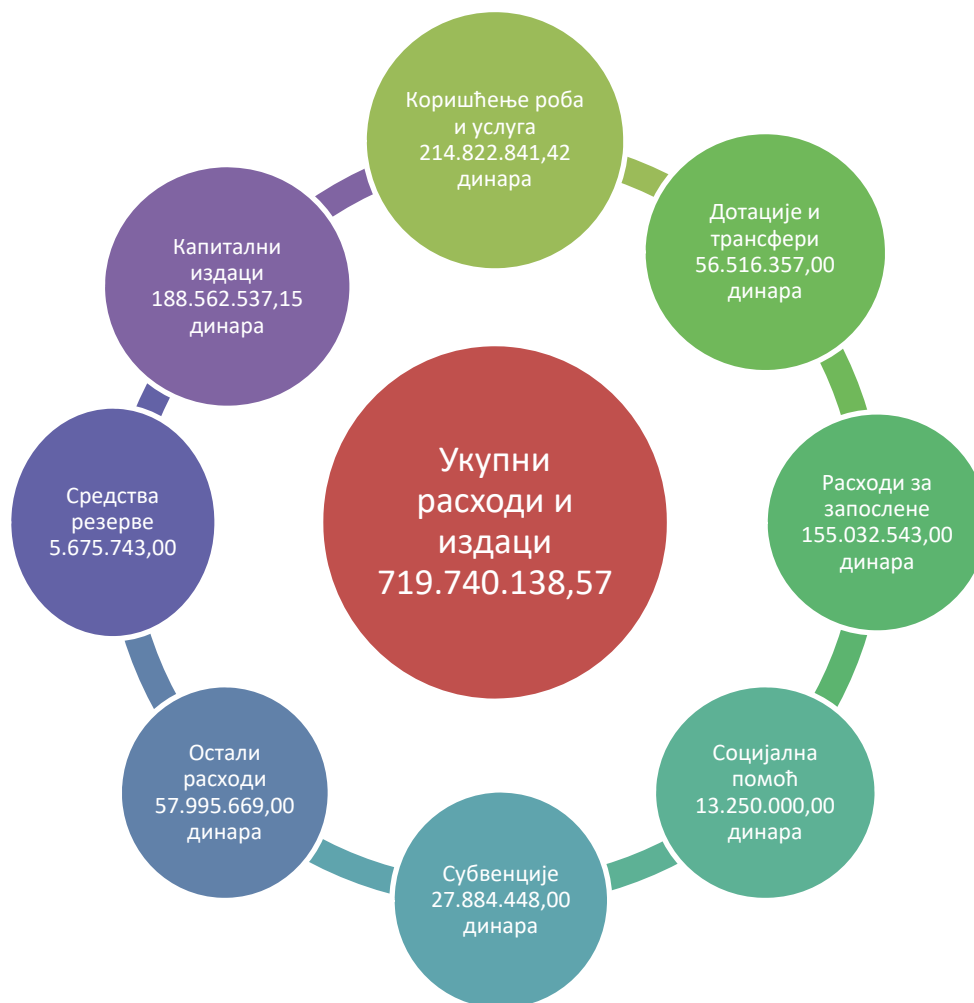 Коришћење роба
и услуга
214.822.841,42
динара
Дотације и
трансфери
56.516.357,00
динара
Расходи за
запослене
155.032.543,00
динара
Социјална
помоћ
13.250.000,00
динара
Субвенције
27.884.448,00
динара
Остали
расходи
57.995.669,00
динара
Средства
резерве
5.675.743,00
Капитални
издаци
188.562.537,15
динара
Укупни
расходи и
издаци
719.740.138,57